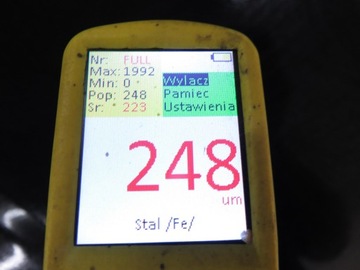 Nr: FULL
Max: 1992
Min: 0
Pop: 248
Sr: 223
Wylacz
Pamiec
Ustawienia
248
um
Stal /Fe/